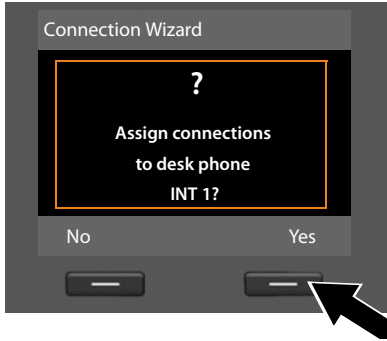 Connection Wizard
?
Assign connections
to desk phone
INT 1?
No Yes